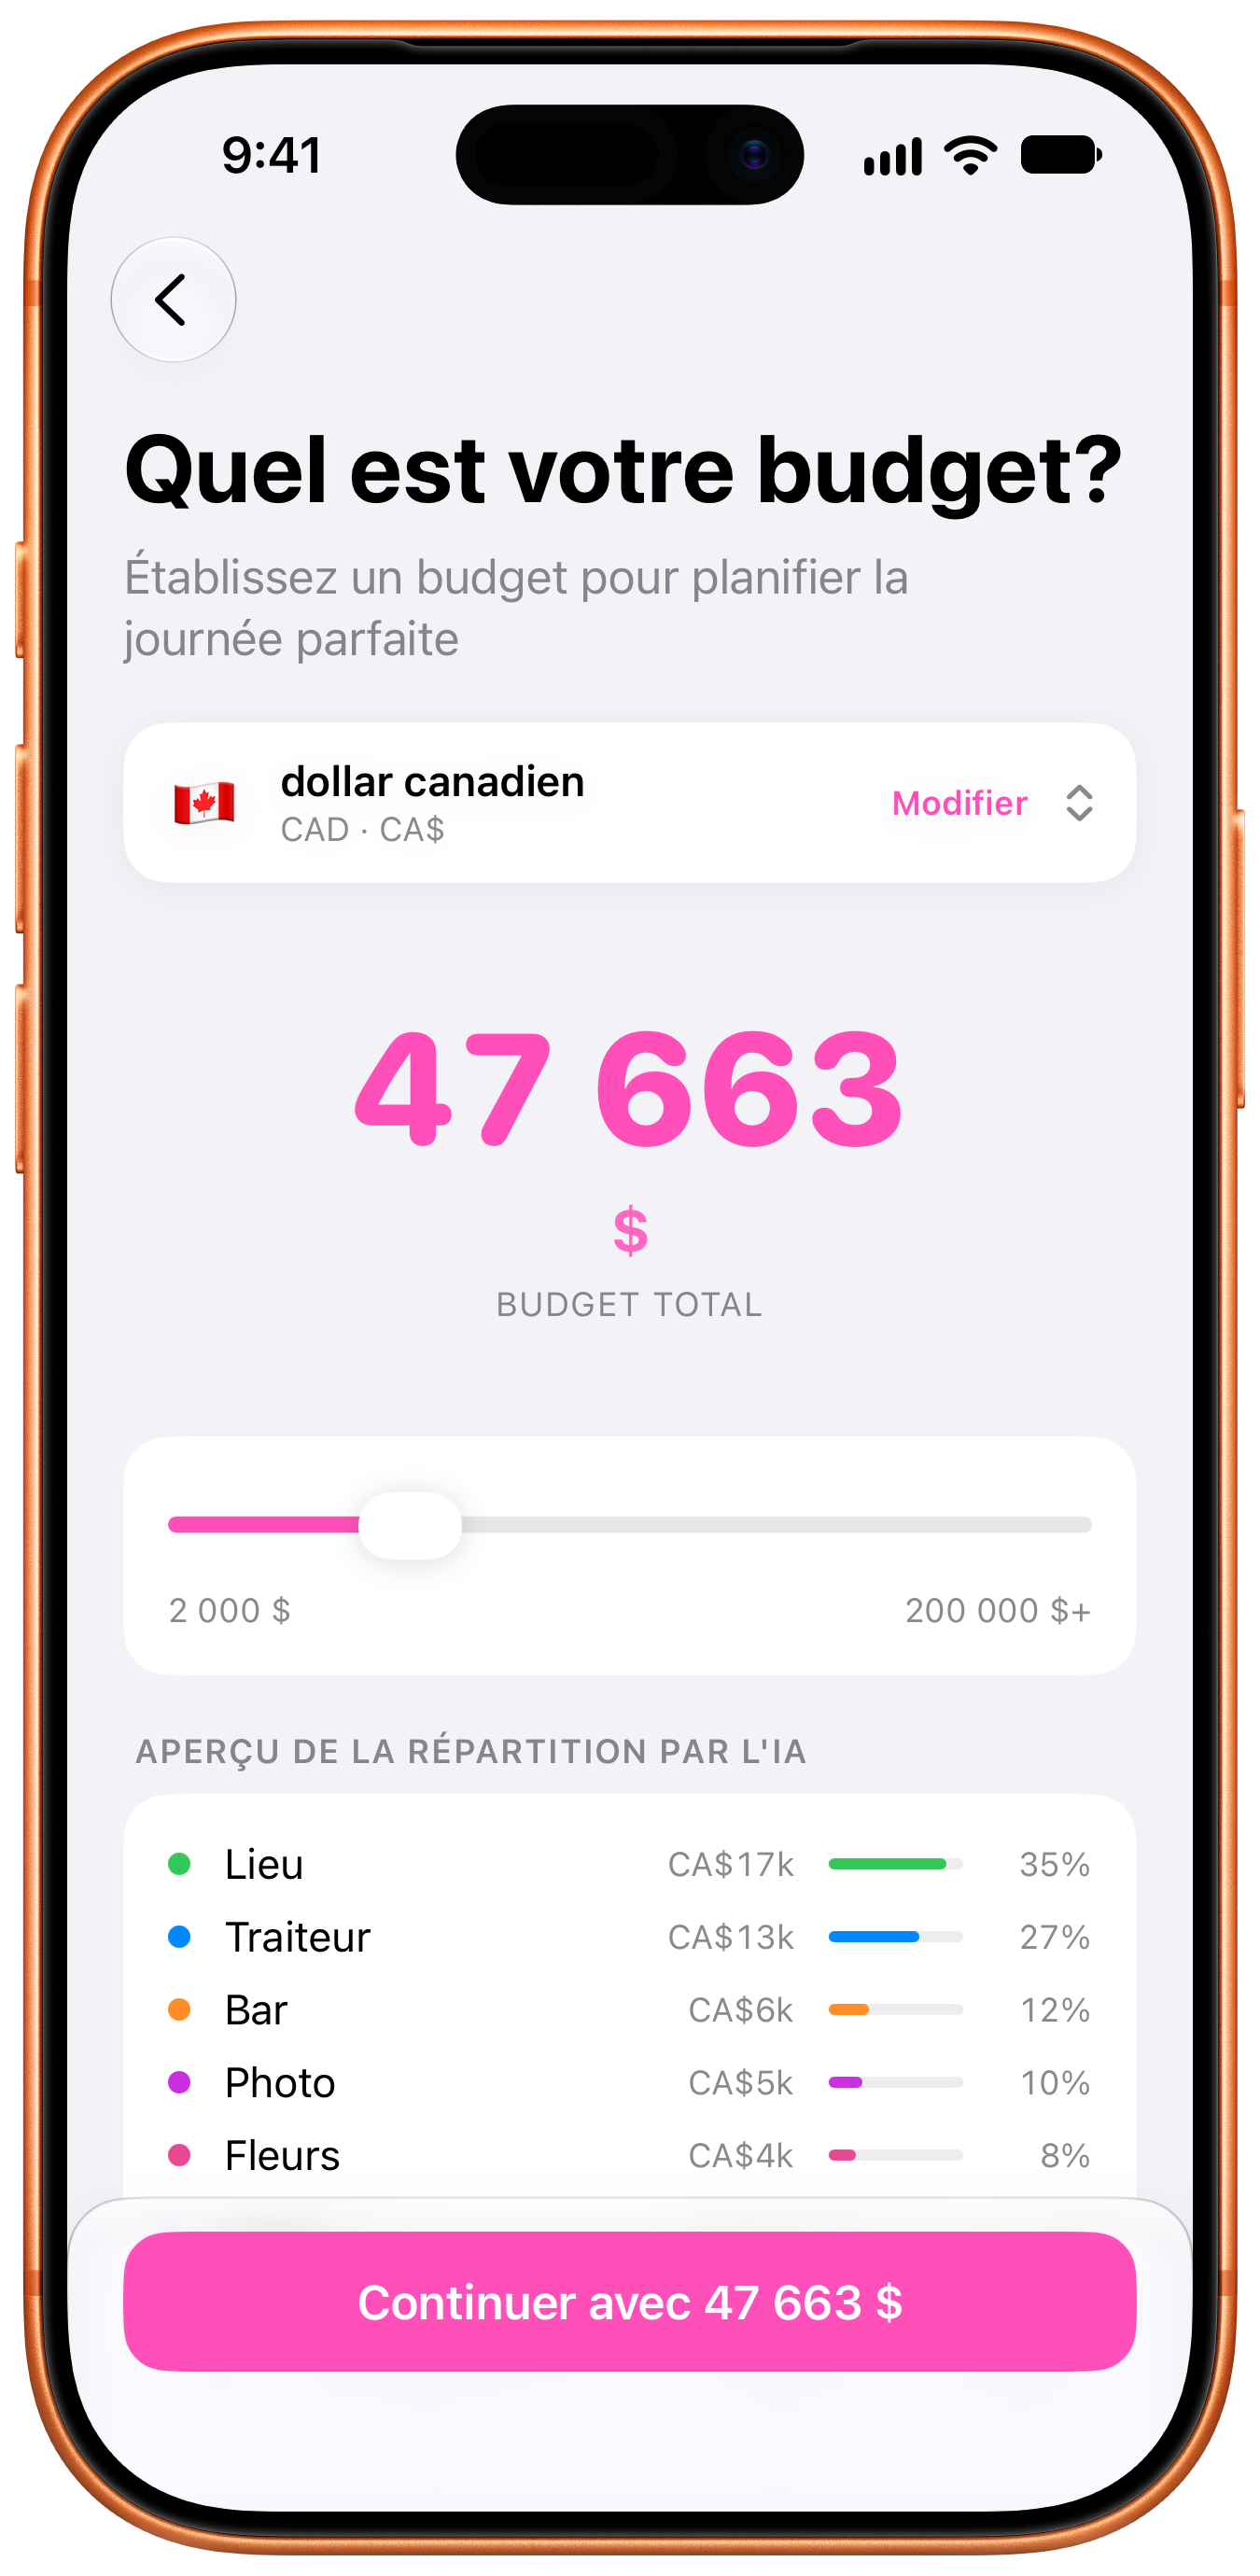 9:41
Quel est votre budget?
Établissez un budget pour planifier la
journée parfaite
dollar canadien
CAD · CA$
Modifier
47 663
$
BUDGET TOTAL
2 000 $
200 000 $+
APERÇU DE LA RÉPARTITION PAR L'IA
Lieu CA$17k 35%
Traiteur CA$13k 27%
Bar CA$6k 12%
Photo CA$5k 10%
Fleurs CA$4k 8%
Continuer avec 47 663 $